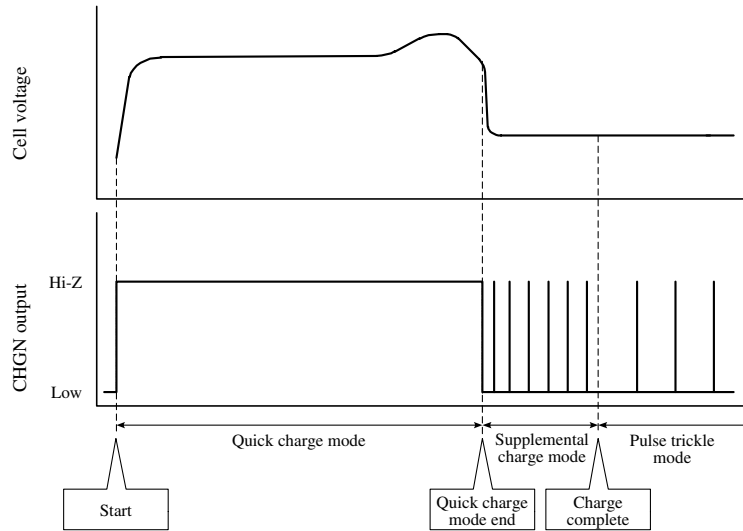 Cell voltage
CHGN output
Hi-Z
Low
Quick charge mode
Supplemental
charge mode
Pulse trickle
mode
Start
Quick charge
mode end
Charge
complete